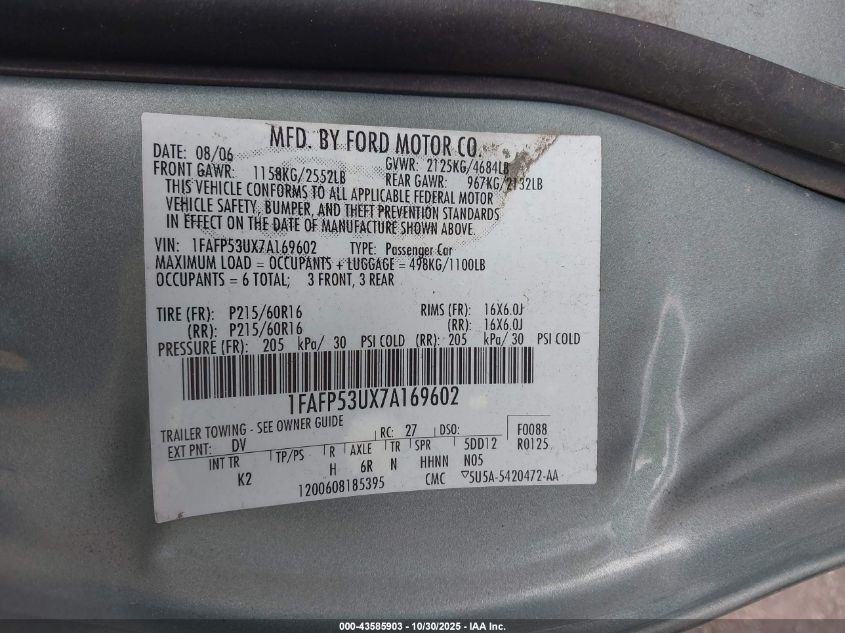 MFD. BY FORD MOTOR CO.
DATE: 08/06 GVWR: 2125KG/4684LB
FRONT GAWR: 1158KG/2552LB REAR GAWR: 967KG/2132LB
THIS VEHICLE CONFORMS TO ALL APPLICABLE FEDERAL MOTOR
VEHICLE SAFETY, BUMPER, AND THEFT PREVENTION STANDARDS
IN EFFECT ON THE DATE OF MANUFACTURE SHOWN ABOVE.
VIN: 1FAFP53UX7A169602 TYPE: Passenger Car
MAXIMUM LOAD = OCCUPANTS + LUGGAGE = 498KG/1100LB
OCCUPANTS = 6 TOTAL; 3 FRONT, 3 REAR
TIRE (FR): P215/60R16 RIMS (FR): 16X6.0J
(RR): P215/60R16 (RR): 16X6.0J
PRESSURE (FR): 205 kPa/ 30 PSI COLD (RR): 205 kPa/ 30 PSI COLD
1FAFP53UX7A169602
TRAILER TOWING - SEE OWNER GUIDE RC: 27 DSO: F0088
EXT PNT: DV R0125
INT TR TP/PS R AXLE TR SPR 5DD12
K2 H 6R N HHNN N05
1200608185395 CMC ▽5U5A-5420472-AA
000-43585903 - 10/30/2025 - IAA Inc.